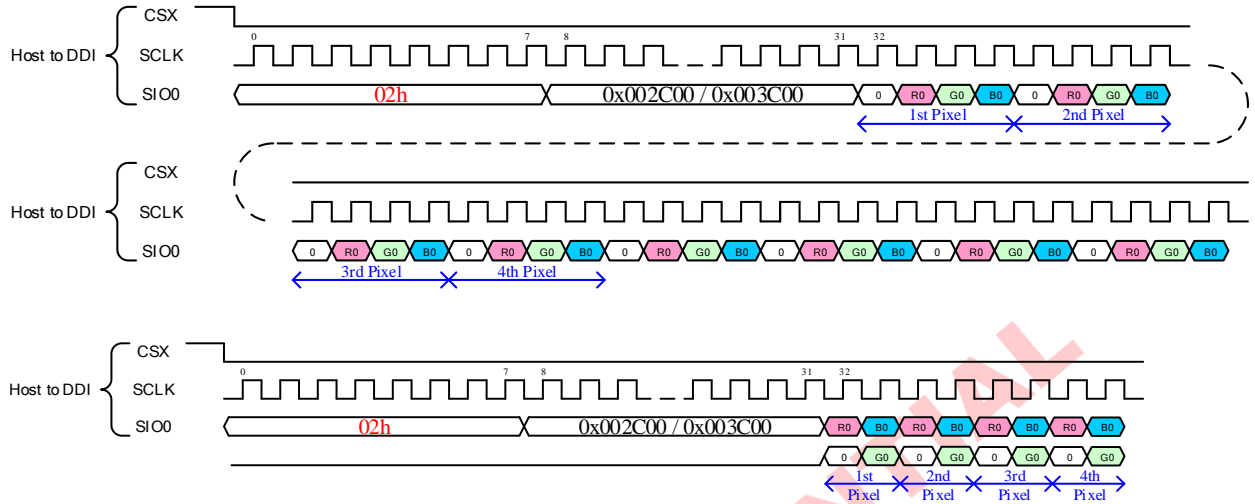 CSX
0 7 8 31 32
Host to DDI SCLK
SIO0 02h 0x002C00 / 0x003C00 0 R0 G0 B0 0 R0 G0 B0
1st Pixel 2nd Pixel
CSX
Host to DDI SCLK
SIO0 0 R0 G0 B0 0 R0 G0 B0 0 R0 G0 B0 0 R0 G0 B0 0 R0 G0 B0 0 R0 G0 B0
3rd Pixel 4th Pixel
CSX
0 7 8 31 32
Host to DDI SCLK
SIO0 02h 0x002C00 / 0x003C00 R0 B0 R0 B0 R0 B0 R0 B0
0 G0 0 G0 0 G0 0 G0
1st 2nd 3rd 4th
Pixel Pixel Pixel Pixel
NTIAL